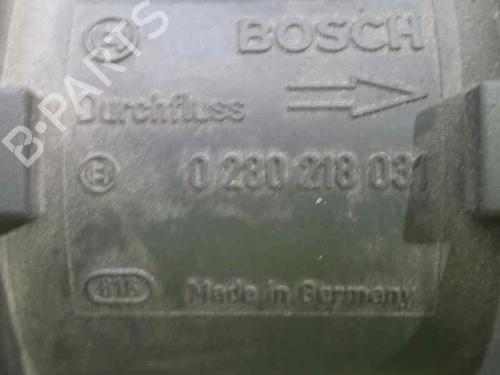 BOSCH
Durchfluss
E 0 280 218 031
Made in Germany
B-PARTS